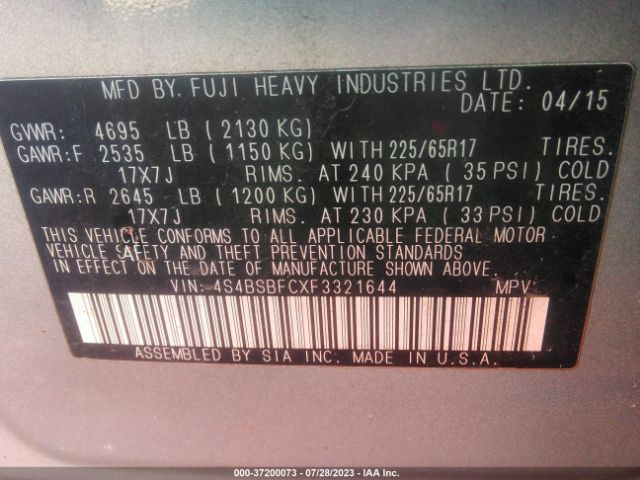 MFD BY. FUJI HEAVY INDUSTRIES LTD.
DATE: 04/15
GVWR: 4695 LB (2130 KG)
GAWR:F 2535 LB (1150 KG) WITH 225/65R17 TIRES.
17X7J RIMS. AT 240 KPA (35 PSI) COLD
GAWR:R 2645 LB (1200 KG) WITH 225/65R17 TIRES.
17X7J RIMS. AT 230 KPA (33 PSI) COLD
THIS VEHICLE CONFORMS TO ALL APPLICABLE FEDERAL MOTOR
VEHICLE SAFETY AND THEFT PREVENTION STANDARDS
IN EFFECT ON THE DATE OF MANUFACTURE SHOWN ABOVE.
VIN: 4S4BSBFCXF3321644 MPV
ASSEMBLED BY SIA INC. MADE IN U.S.A.
000-37200073 - 07/28/2023 - IAA Inc.